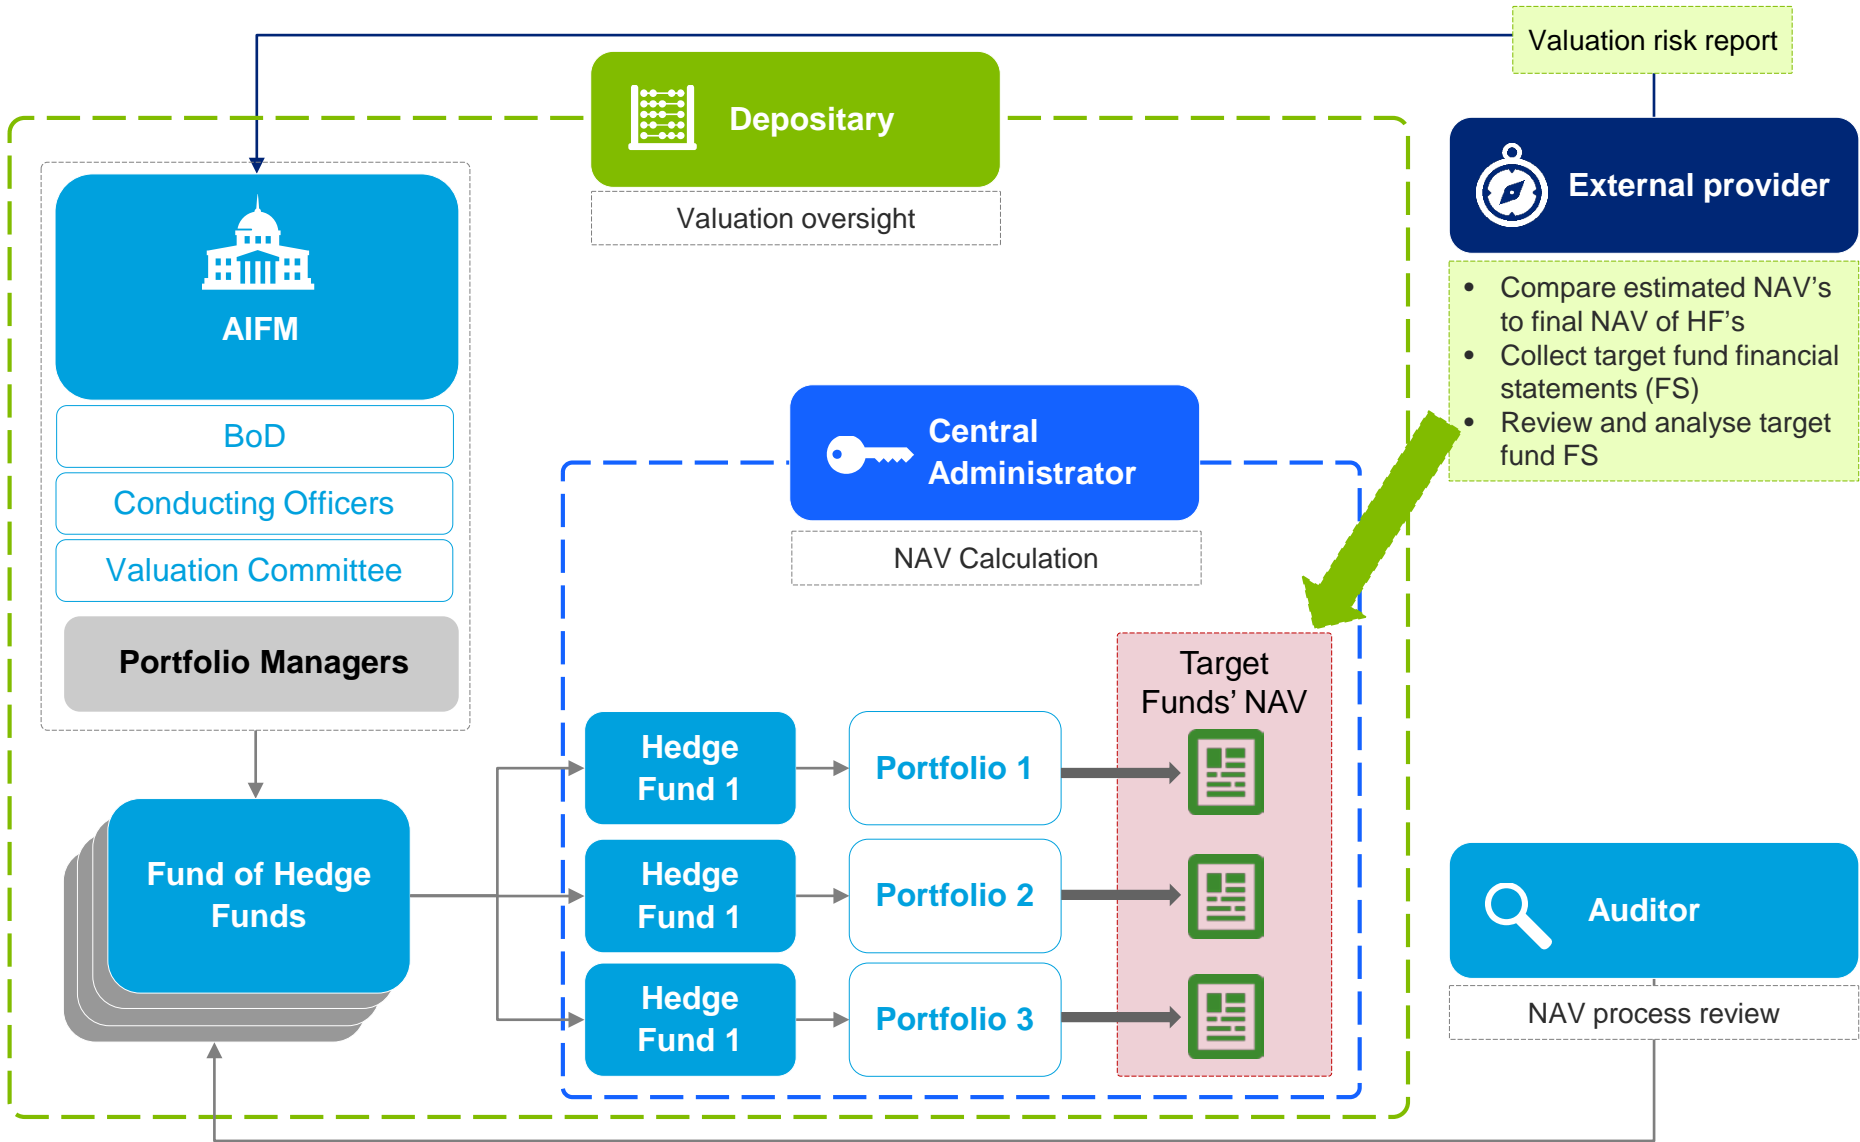 Valuation risk report
Depositary
Valuation oversight
External provider
• Compare estimated NAV's
to final NAV of HF's
• Collect target fund financial
statements (FS)
• Review and analyse target
fund FS
AIFM
BoD
Conducting Officers
Valuation Committee
Portfolio Managers
Central
Administrator
NAV Calculation
Target
Funds’ NAV
Hedge
Fund 1
Portfolio 1
Hedge
Fund 1
Portfolio 2
Hedge
Fund 1
Portfolio 3
Fund of Hedge
Funds
Auditor
NAV process review